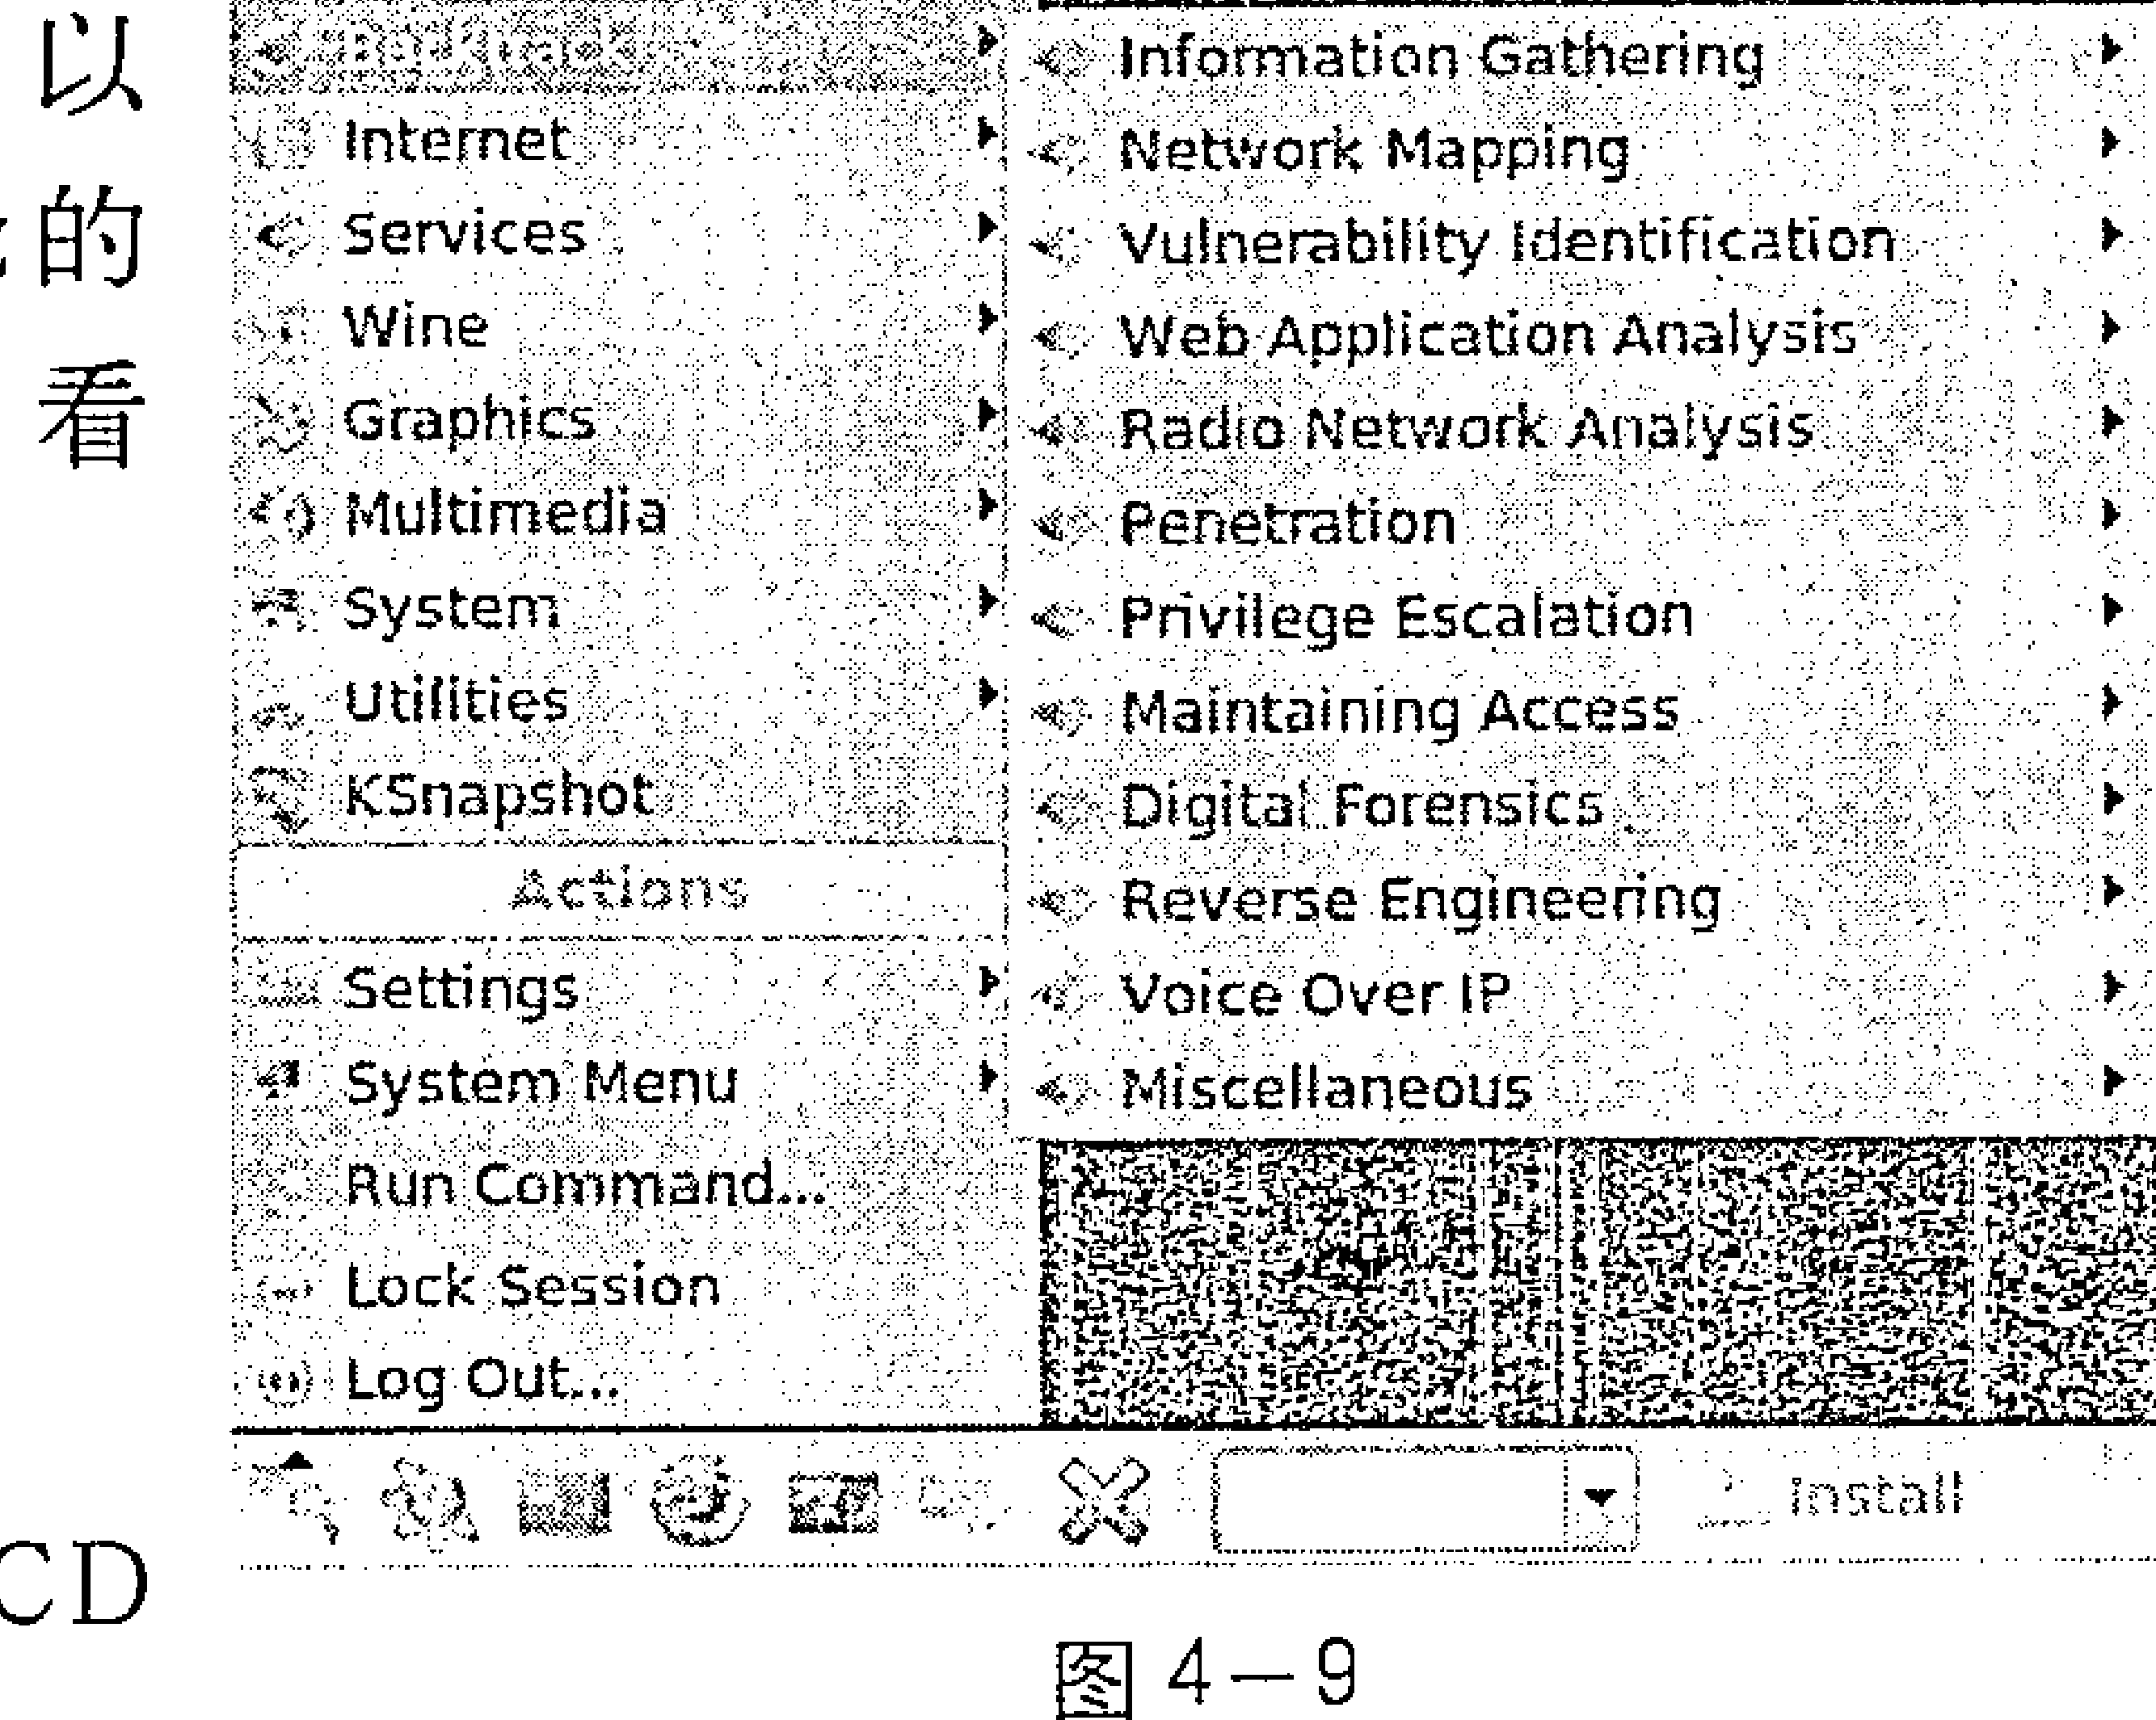 以
的
看
CD
Backtrack
Internet
Services
Wine
Graphics
Multimedia
System
Utilities
KSnapshot
Actions
Settings
System Menu
Run Command...
Lock Session
Log Out...
Information Gathering
Network Mapping
Vulnerability Identification
Web Application Analysis
Radio Network Analysis
Penetration
Privilege Escalation
Maintaining Access
Digital Forensics
Reverse Engineering
Voice Over IP
Miscellaneous
Install
图 4-9